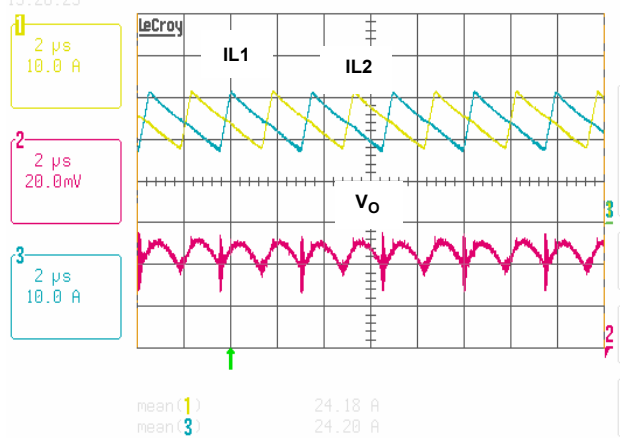 LeCroy
1
2 µs
10.0 A
IL1
IL2
2
2 µs
20.0mV
VO
3
3
2 µs
10.0 A
2
mean(1) 24.18 A
mean(3) 24.20 A